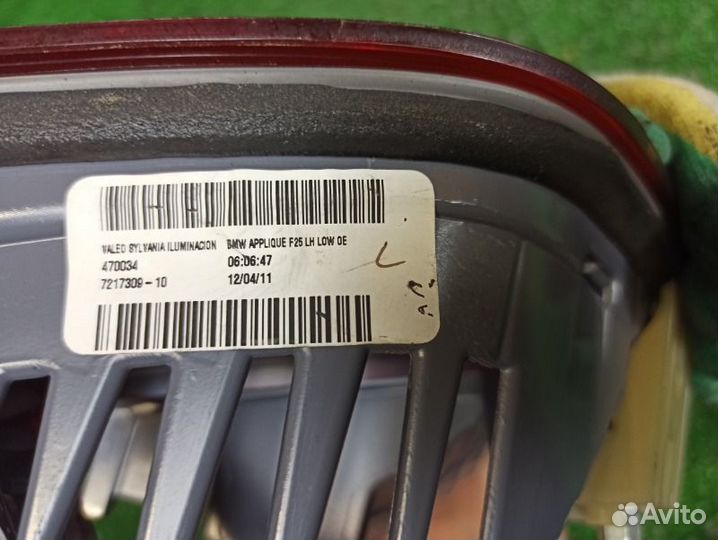 VALEO SYLVANIA ILUMINACION BMW APPLIQUE F25 LH LOW OE
470034 06:06:47
7217309-10 12/04/11
L
Avito